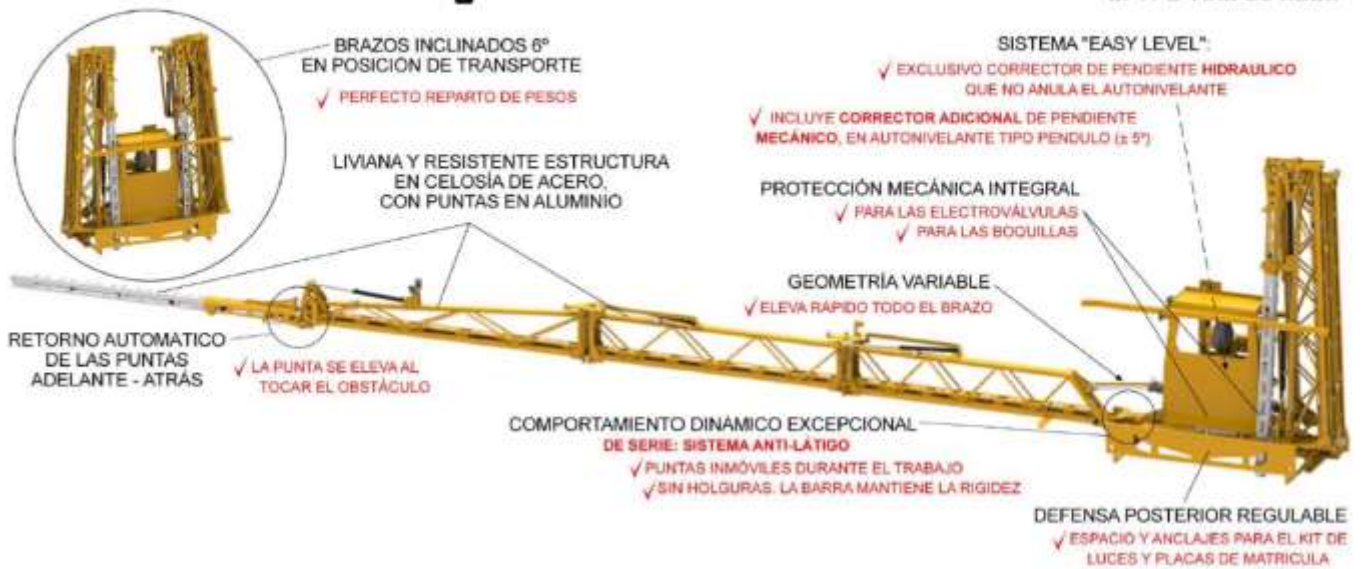 BRAZOS INCLINADOS 6º
EN POSICION DE TRANSPORTE
✓ PERFECTO REPARTO DE PESOS
SISTEMA "EASY LEVEL":
✓ EXCLUSIVO CORRECTOR DE PENDIENTE HIDRAULICO
QUE NO ANULA EL AUTONIVELANTE
✓ INCLUYE CORRECTOR ADICIONAL DE PENDIENTE
MECÁNICO, EN AUTONIVELANTE TIPO PENDULO (± 5º)
LIVIANA Y RESISTENTE ESTRUCTURA
EN CELOSÍA DE ACERO,
CON PUNTAS EN ALUMINIO
PROTECCIÓN MECÁNICA INTEGRAL
✓ PARA LAS ELECTROVÁLVULAS
✓ PARA LAS BOQUILLAS
GEOMETRÍA VARIABLE
✓ ELEVA RÁPIDO TODO EL BRAZO
RETORNO AUTOMATICO
DE LAS PUNTAS
ADELANTE - ATRÁS
✓ LA PUNTA SE ELEVA AL
TOCAR EL OBSTÁCULO
COMPORTAMIENTO DINÁMICO EXCEPCIONAL
DE SERIE: SISTEMA ANTI-LÁTIGO
✓ PUNTAS INMÓVILES DURANTE EL TRABAJO
✓ SIN HOLGURAS. LA BARRA MANTIENE LA RIGIDEZ
DEFENSA POSTERIOR REGULABLE
✓ ESPACIO Y ANCLAJES PARA EL KIT DE
LUCES Y PLACAS DE MATRICULA